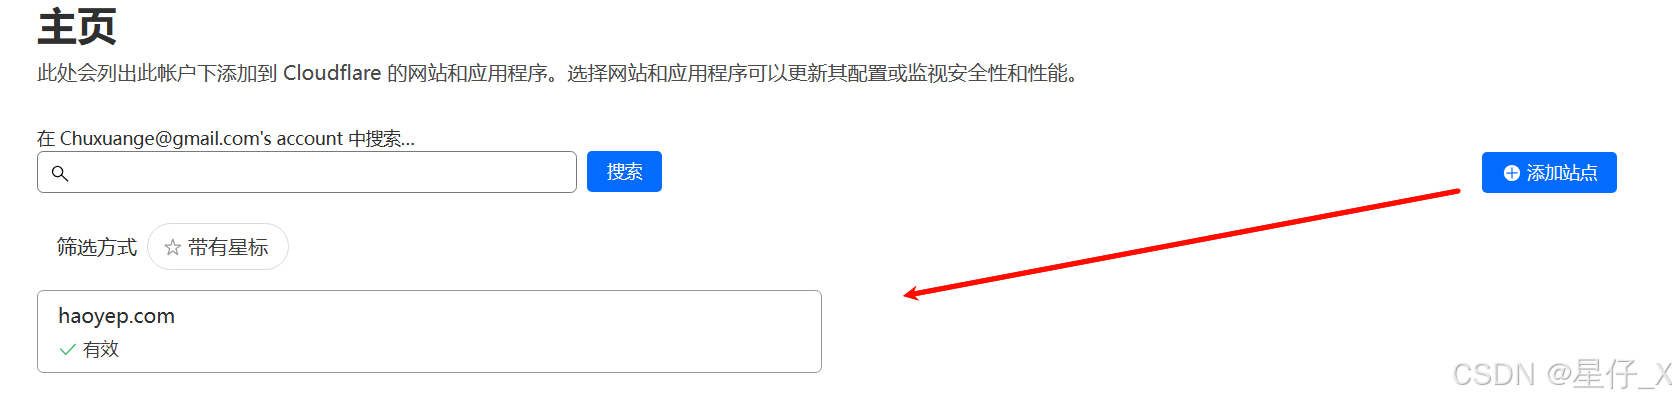 主页
此处会列出此帐户下添加到 Cloudflare 的网站和应用程序。选择网站和应用程序可以更新其配置或监视安全性和性能。
在 Chuxuange@gmail.com's account 中搜索...
搜索
添加站点
筛选方式 带有星标
haoyep.com
有效
CSDN @星仔_X